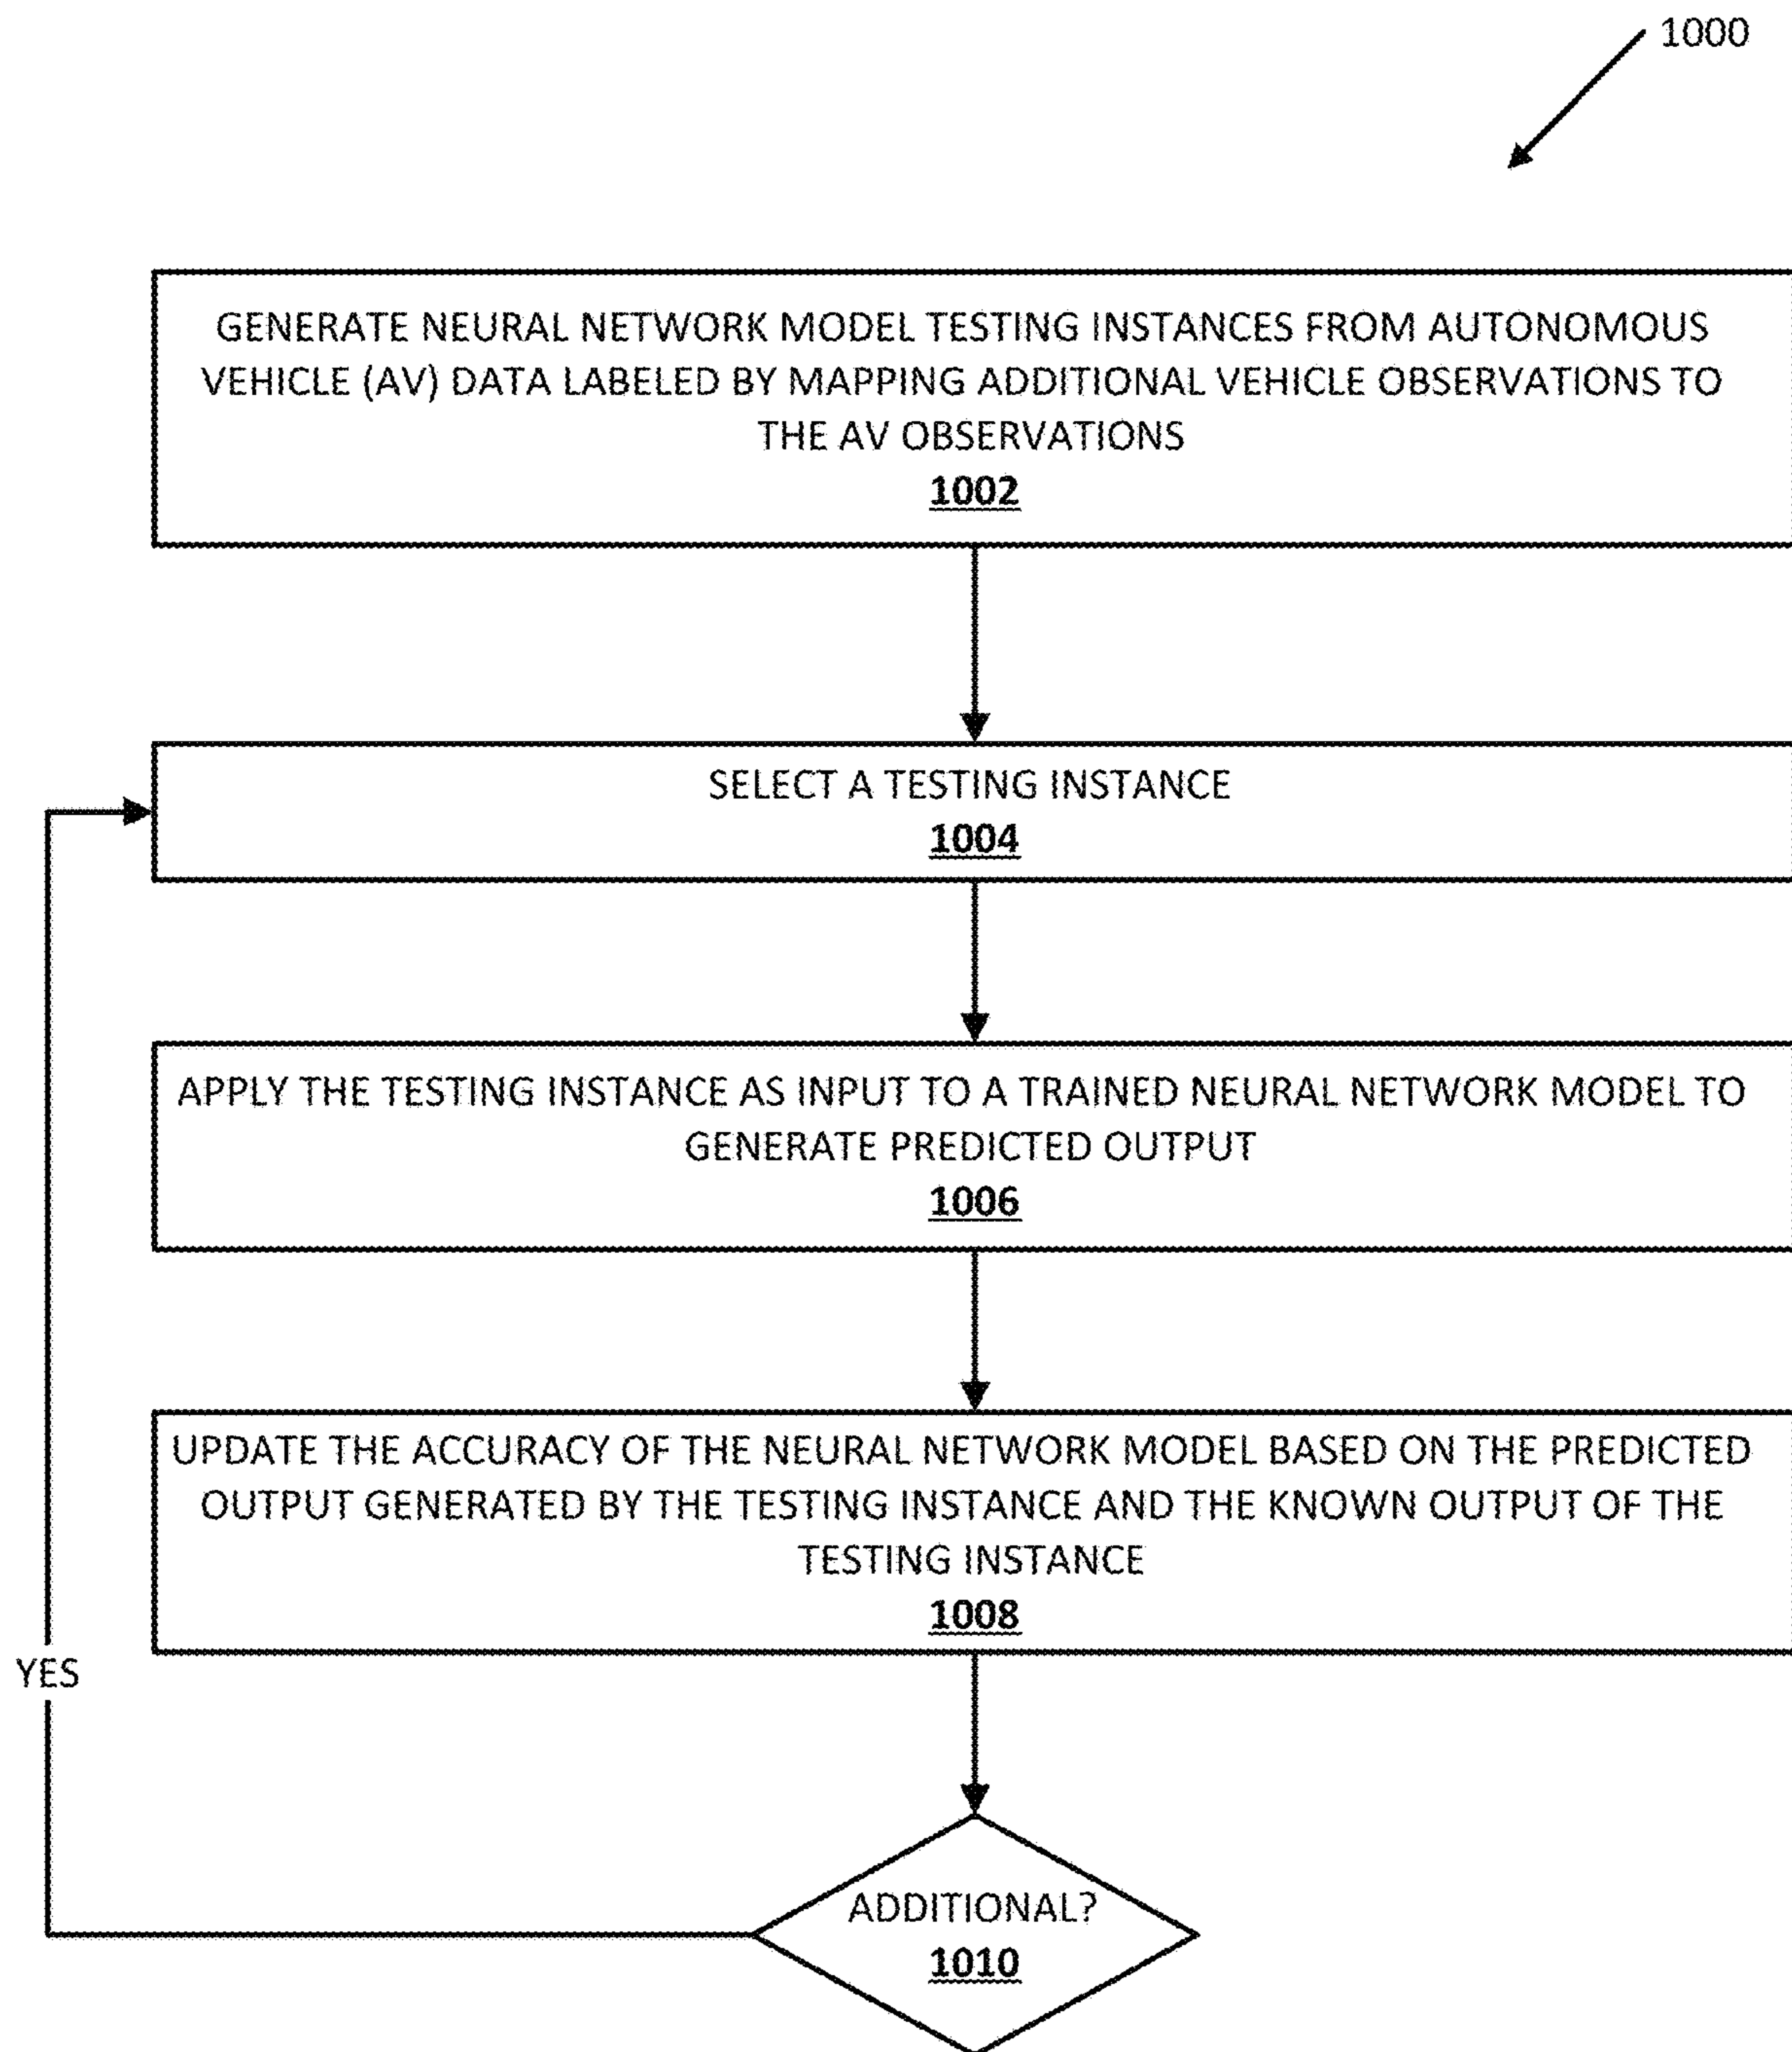 1000
GENERATE NEURAL NETWORK MODEL TESTING INSTANCES FROM AUTONOMOUS
VEHICLE (AV) DATA LABELED BY MAPPING ADDITIONAL VEHICLE OBSERVATIONS TO
THE AV OBSERVATIONS
1002
SELECT A TESTING INSTANCE
1004
APPLY THE TESTING INSTANCE AS INPUT TO A TRAINED NEURAL NETWORK MODEL TO
GENERATE PREDICTED OUTPUT
1006
UPDATE THE ACCURACY OF THE NEURAL NETWORK MODEL BASED ON THE PREDICTED
OUTPUT GENERATED BY THE TESTING INSTANCE AND THE KNOWN OUTPUT OF THE
TESTING INSTANCE
1008
YES
ADDITIONAL?
1010